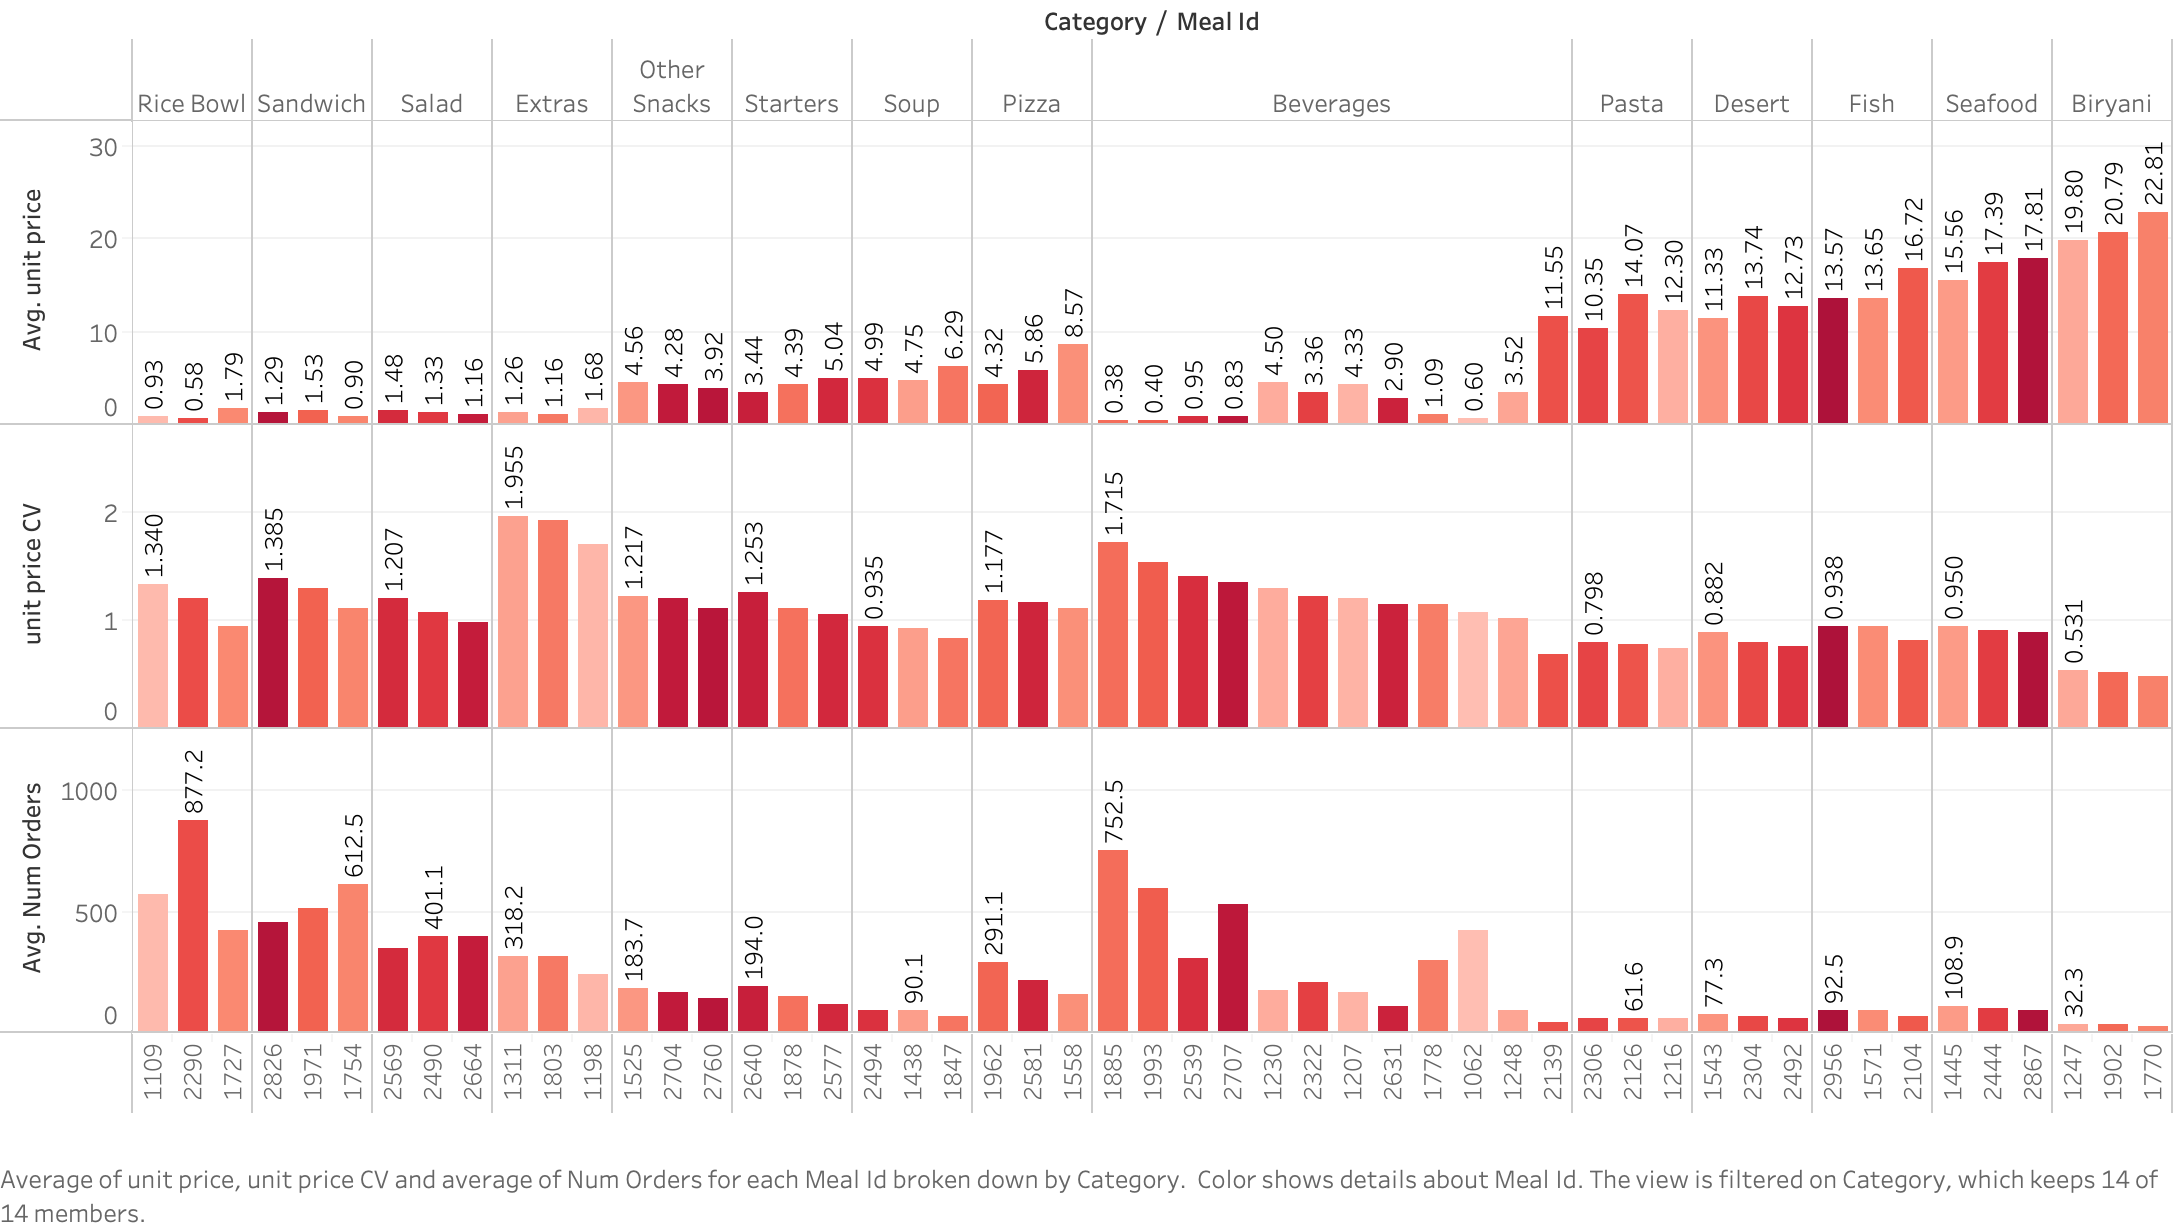 Category / Meal Id
Other
Rice Bowl Sandwich Salad Extras Snacks Starters Soup Pizza Beverages Pasta Desert Fish Seafood Biryani
Avg. unit price
30
20
10
0
0.93 0.58 1.79 1.29 1.53 0.90 1.48 1.33 1.16 1.26 1.16 1.68 4.56 4.28 3.92 3.44 4.39 5.04 4.99 4.75 6.29 4.32 5.86 8.57 0.38 0.40 0.95 0.83 4.50 3.36 4.33 2.90 1.09 0.60 3.52 11.55 10.35 14.07 12.30 11.33 13.74 12.73 13.57 13.65 16.72 15.56 17.39 17.81 19.80 20.79 22.81
unit price CV
2
1
0
1.340 1.385 1.207 1.955 1.217 1.253 0.935 1.177 1.715 0.798 0.882 0.938 0.950 0.531
Avg. Num Orders
1000
500
0
877.2 612.5 401.1 318.2 183.7 194.0 90.1 291.1 752.5 61.6 77.3 92.5 108.9 32.3
1109 2290 1727 2826 1971 1754 2569 2490 2664 1311 1803 1198 1525 2704 2760 2640 1878 2577 2494 1438 1847 1962 2581 1558 1885 1993 2539 2707 1230 2322 1207 2631 1778 1062 1248 2139 2306 2126 1216 1543 2304 2492 2956 1571 2104 1445 2444 2867 1247 1902 1770
Average of unit price, unit price CV and average of Num Orders for each Meal Id broken down by Category. Color shows details about Meal Id. The view is filtered on Category, which keeps 14 of
14 members.